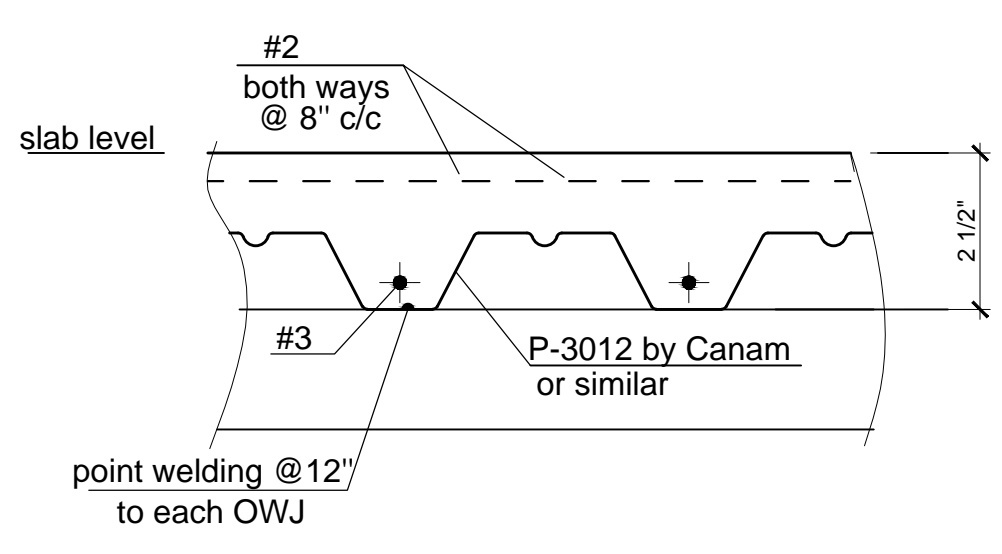 #2
both ways
@ 8" c/c
slab level
2 1/2"
#3
P-3012 by Canam
or similar
point welding @12"
to each OWJ